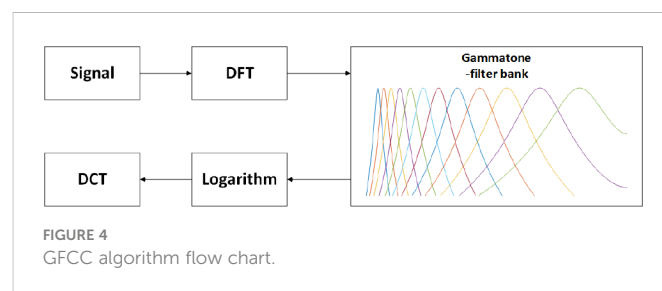 Signal
DFT
Gammatone
-filter bank
DCT
Logarithm
FIGURE 4
GFCC algorithm flow chart.